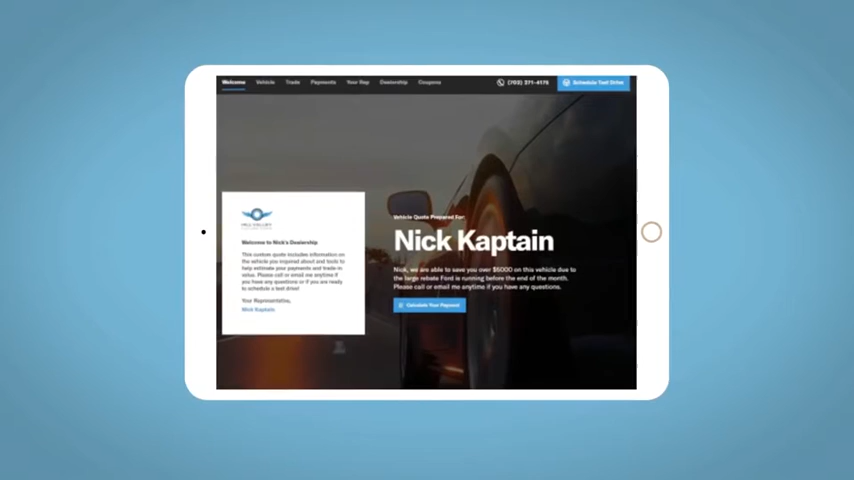 Welcome Vehicle Trade Payments Your Rep Dealership Coupons (702) 271-4175 Schedule Test Drive
Welcome to Nick's Dealership
This custom quote includes information on
the vehicle you inquired about and tools to
help estimate your payments and trade-in
value. Please call or email me anytime if
you have any questions or if you are ready
to schedule a test drive!
Your Representative,
Nick Kaptain
Vehicle Quote Prepared For:
Nick Kaptain
Nick, we are able to save you over $6000 on this vehicle due to
the large rebate Ford is running before the end of the month.
Please call or email me anytime if you have any questions.
Calculate Your Payment